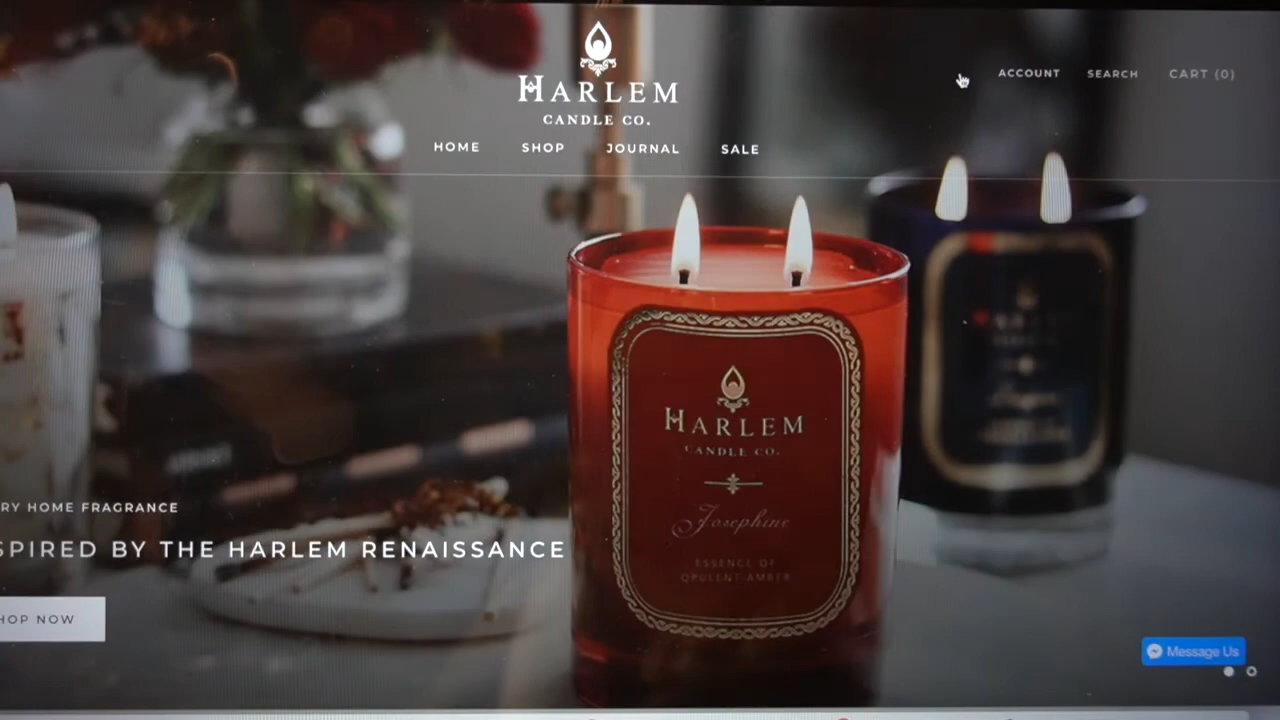 HARLEM
CANDLE CO.
ACCOUNT
SEARCH
CART (0)
HOME
SHOP
JOURNAL
SALE
HARLEM
CANDLE CO.
Josephine
ESSENCE OF
OPULENT AMBER
RY HOME FRAGRANCE
SPIRED BY THE HARLEM RENAISSANCE
HOP NOW
Message Us